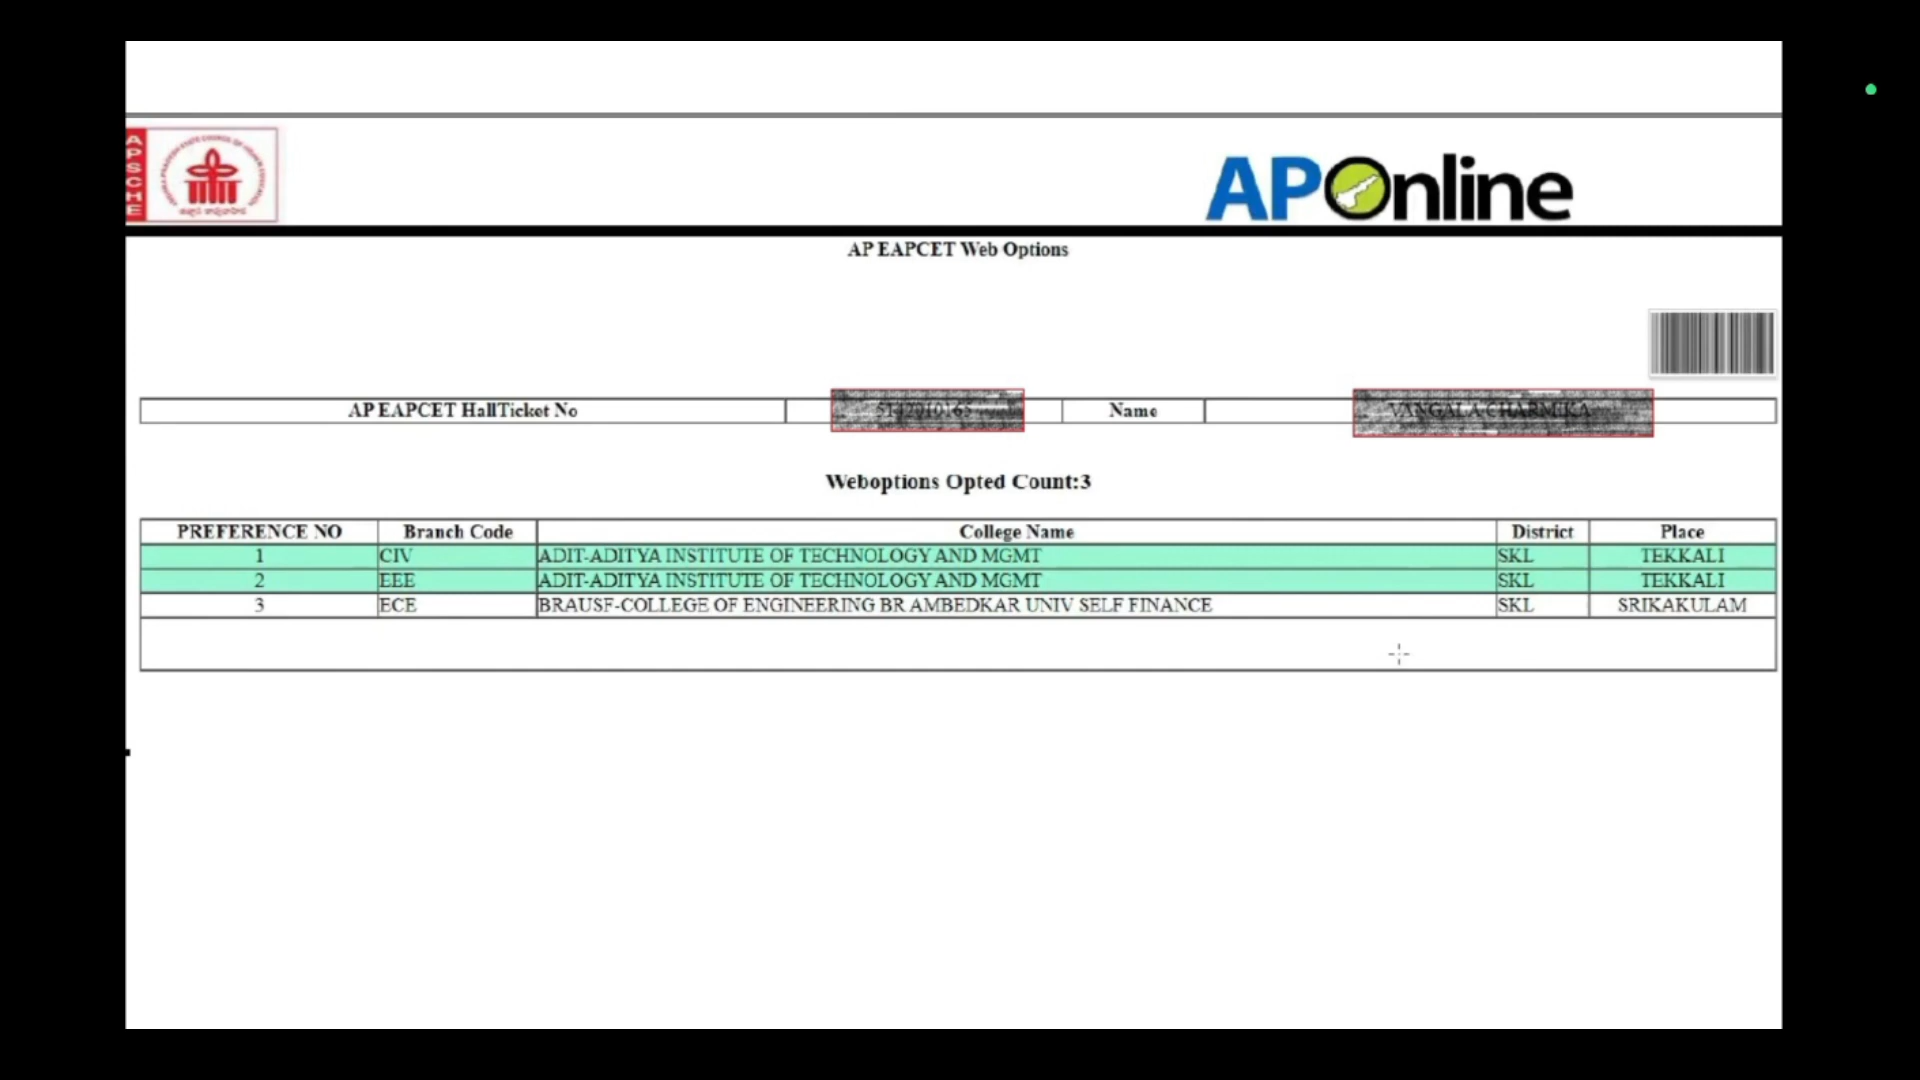 APSCHE
APOnline
AP EAPCET Web Options
AP EAPCET HallTicket No Name
Weboptions Opted Count:3
PREFERENCE NO Branch Code College Name District Place
1 CIV ADIT-ADITYA INSTITUTE OF TECHNOLOGY AND MGMT SKL TEKKALI
2 EEE ADIT-ADITYA INSTITUTE OF TECHNOLOGY AND MGMT SKL TEKKALI
3 ECE BRAUSF-COLLEGE OF ENGINEERING BR AMBEDKAR UNIV SELF FINANCE SKL SRIKAKULAM